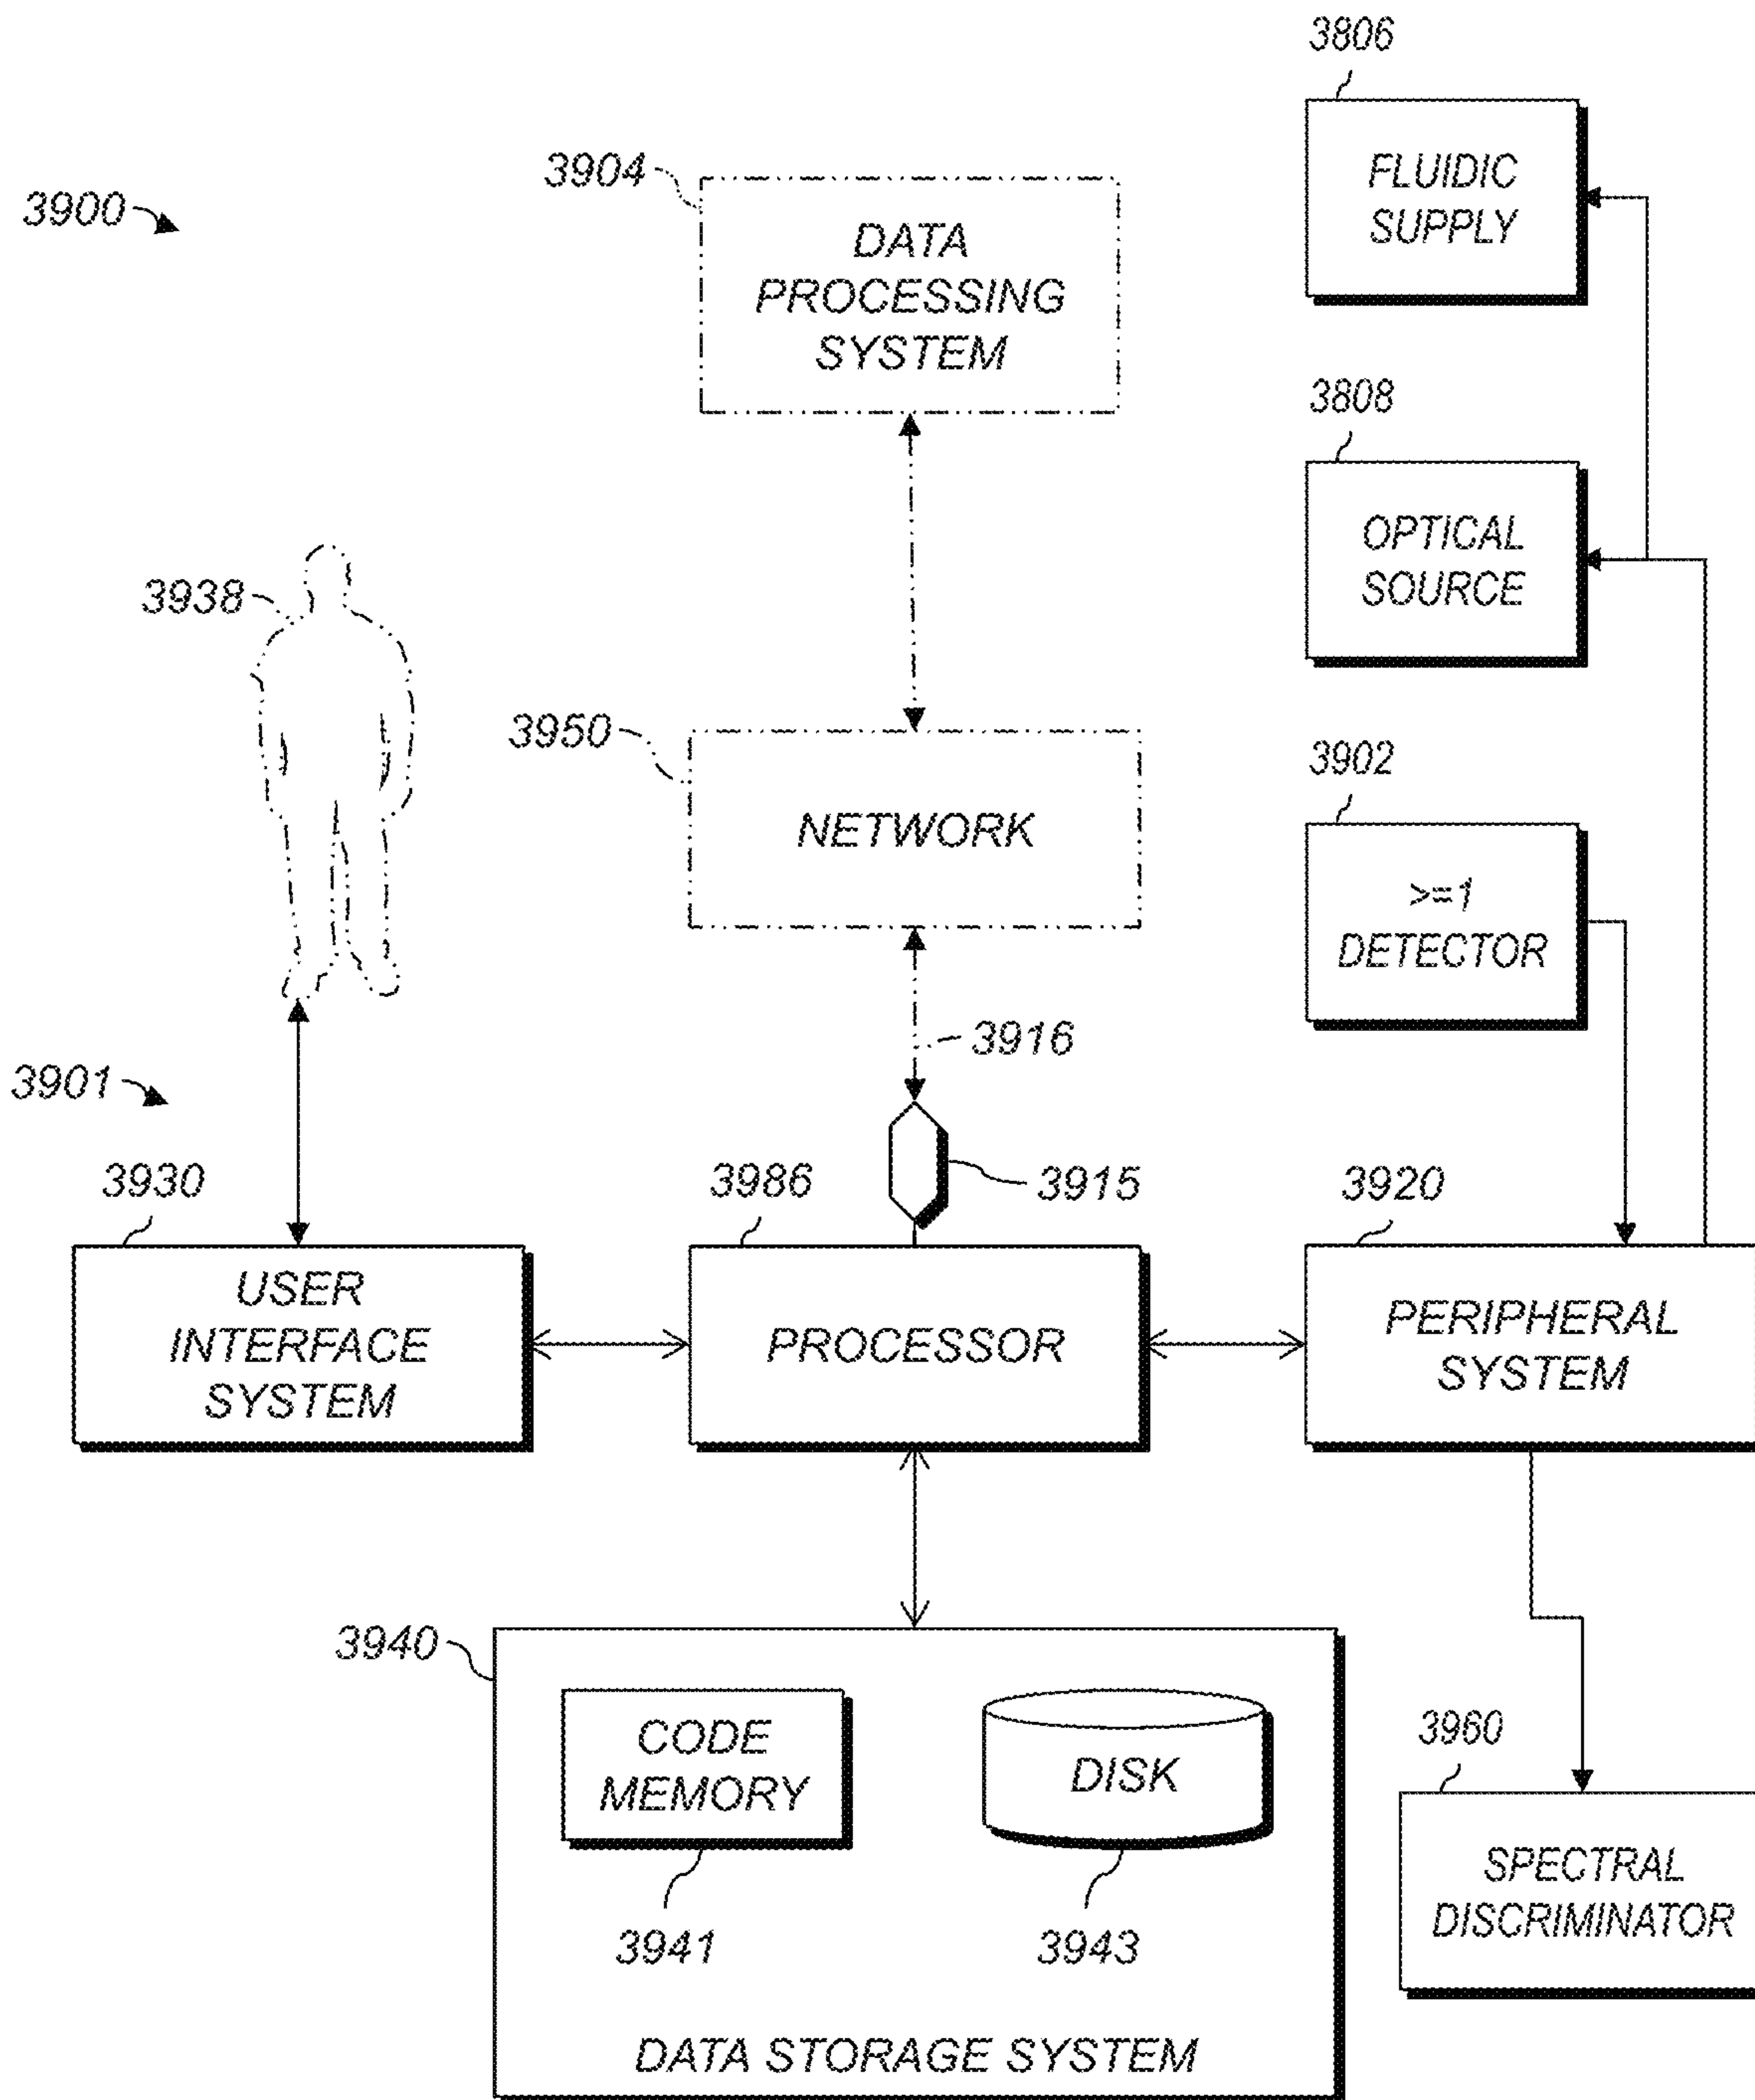 3806
FLUIDIC
SUPPLY
3904
3900
DATA
PROCESSING
SYSTEM
3808
OPTICAL
SOURCE
3938
3950
NETWORK
3902
>=1
DETECTOR
3916
3901
3930
3986
3915
3920
USER
INTERFACE
SYSTEM
PROCESSOR
PERIPHERAL
SYSTEM
3940
CODE
MEMORY
DISK
3941
3943
DATA STORAGE SYSTEM
3960
SPECTRAL
DISCRIMINATOR